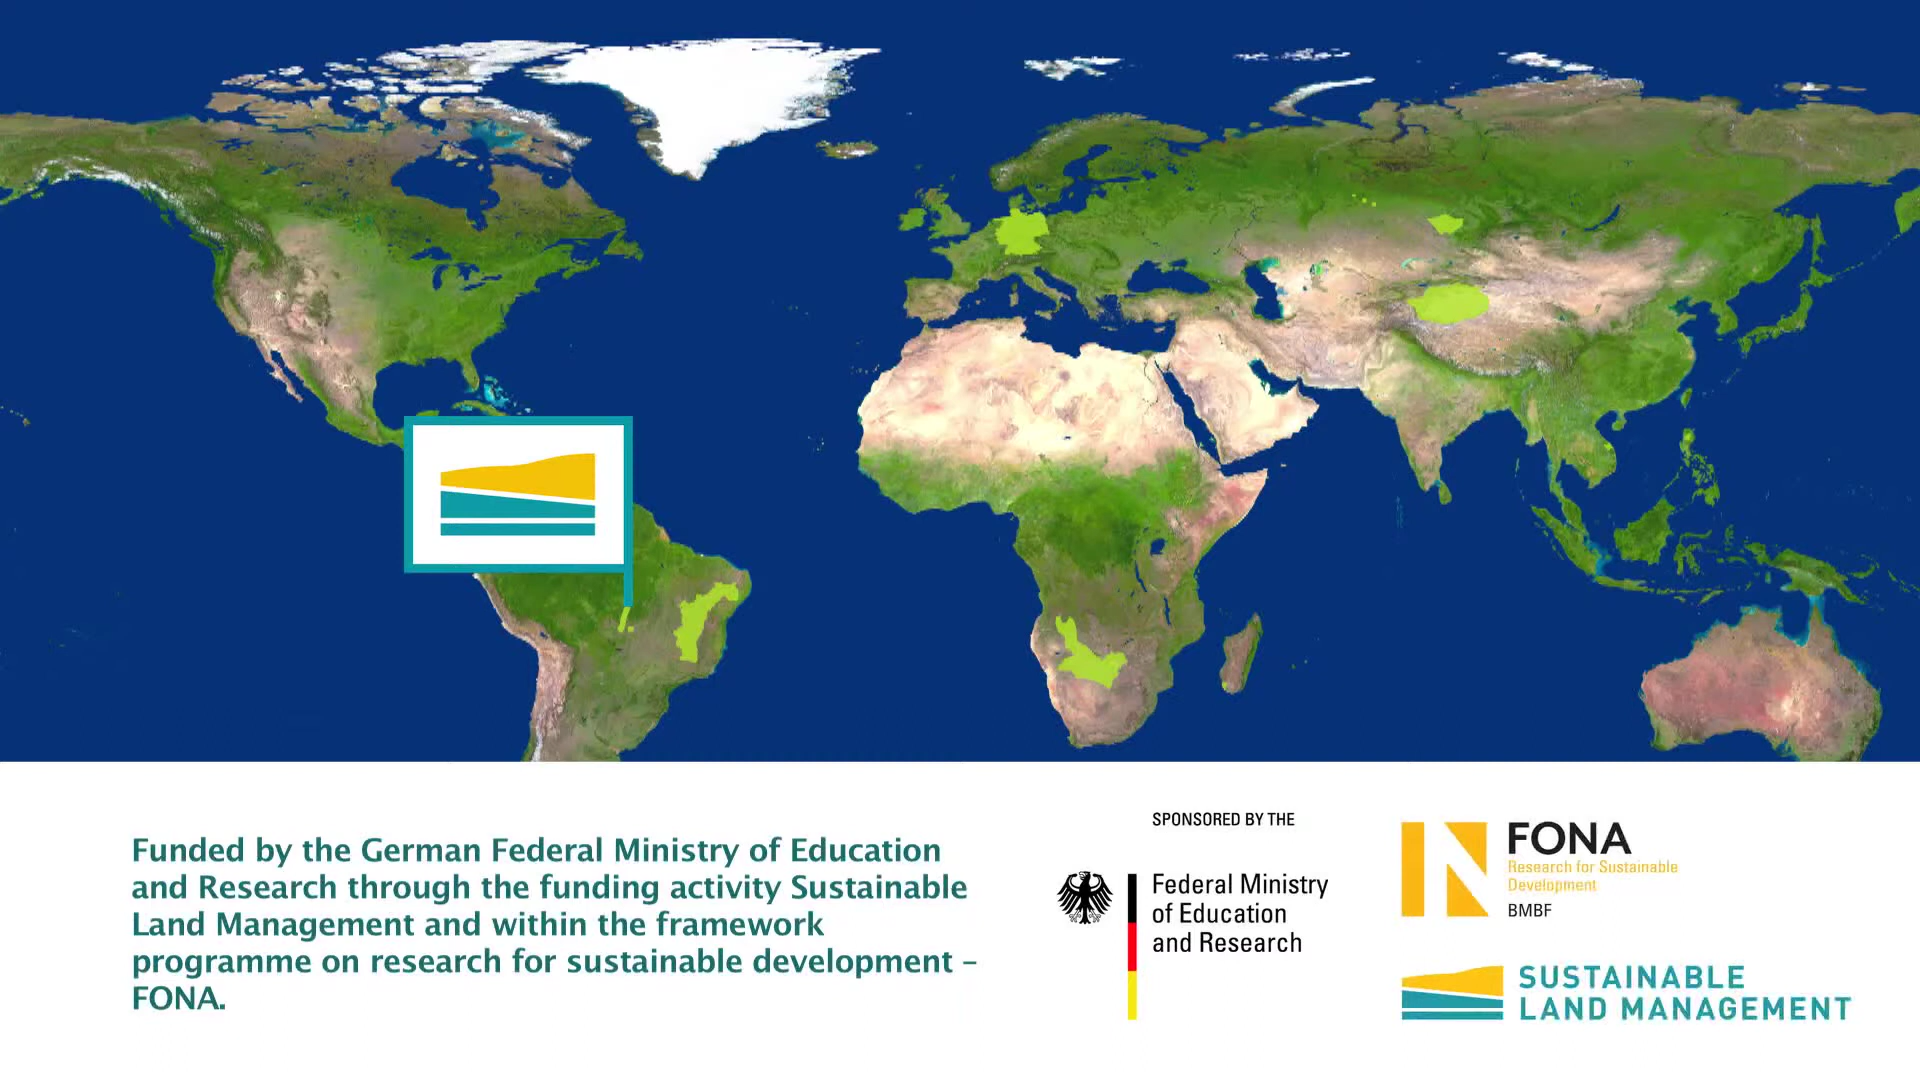 Funded by the German Federal Ministry of Education
and Research through the funding activity Sustainable
Land Management and within the framework
programme on research for sustainable development –
FONA.
SPONSORED BY THE
Federal Ministry
of Education
and Research
FONA
Research for Sustainable
Development
BMBF
SUSTAINABLE
LAND MANAGEMENT